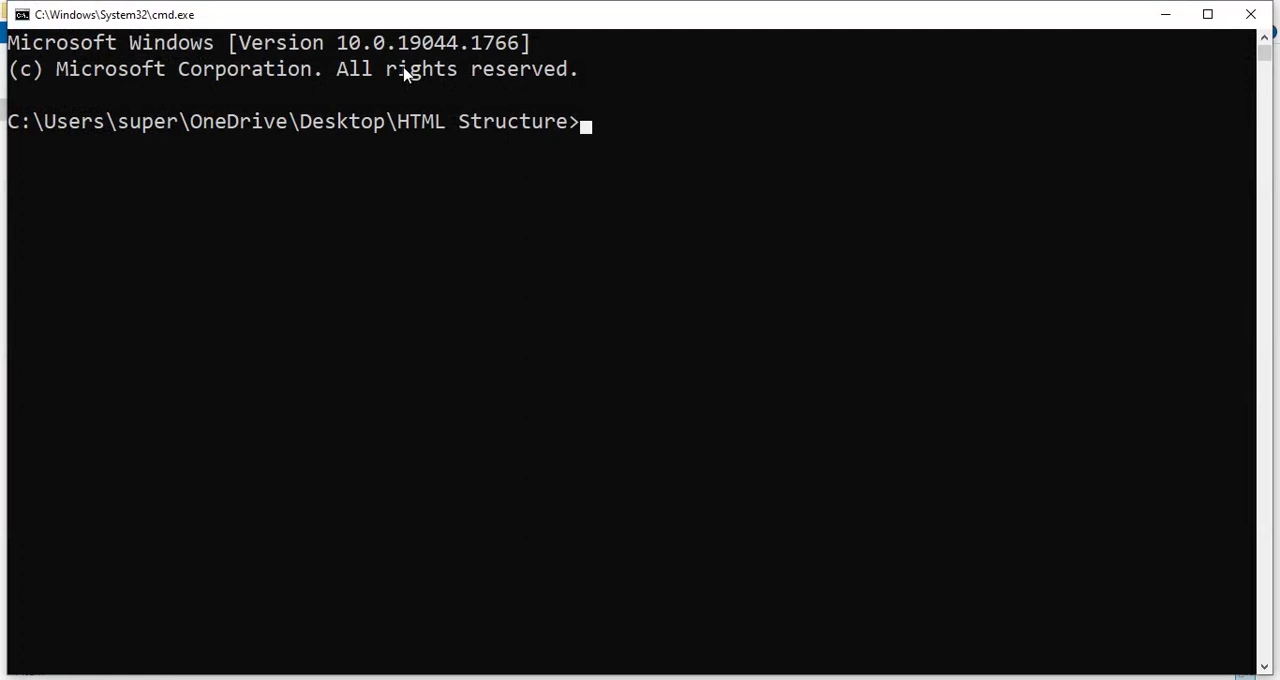 C:\Windows\System32\cmd.exe
Microsoft Windows [Version 10.0.19044.1766]
(c) Microsoft Corporation. All rights reserved.
C:\Users\super\OneDrive\Desktop\HTML Structure>